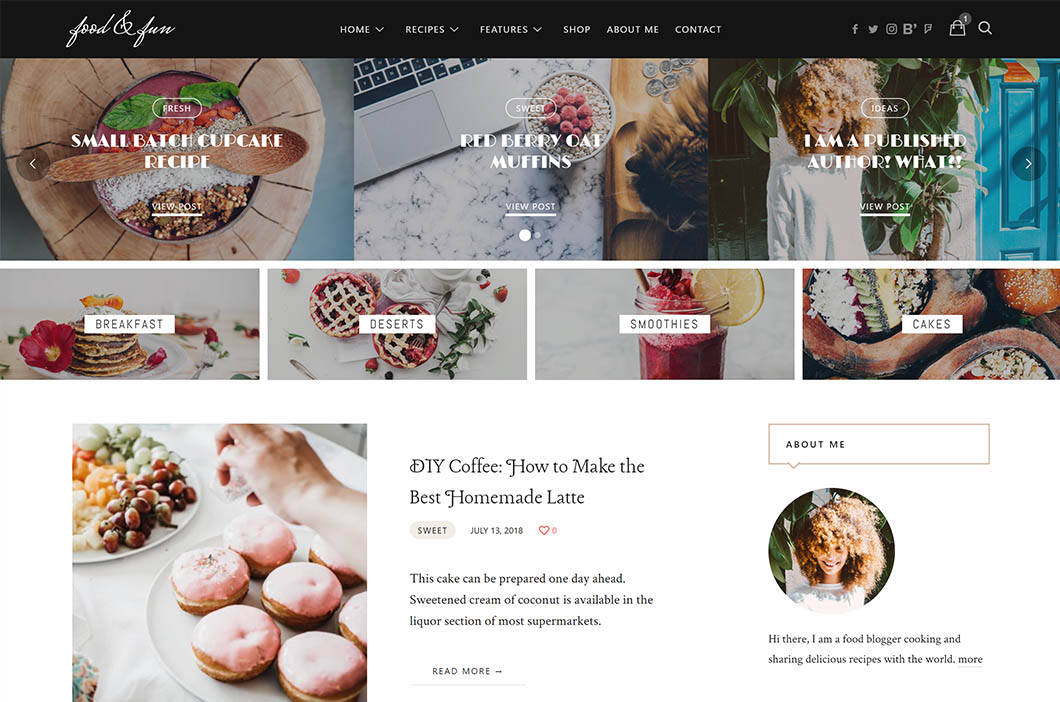 food & fun
HOME RECIPES FEATURES SHOP ABOUT ME CONTACT
1
FRESH
SMALL BATCH CUPCAKE
RECIPE
VIEW POST
SWEET
RED BERRY OAT
MUFFINS
VIEW POST
IDEAS
I AM A PUBLISHED
AUTHOR! WHAT?!
VIEW POST
BREAKFAST
DESERTS
SMOOTHIES
CAKES
DIY Coffee: How to Make the
Best Homemade Latte
SWEET JULY 13, 2018 0
This cake can be prepared one day ahead.
Sweetened cream of coconut is available in the
liquor section of most supermarkets.
READ MORE →
ABOUT ME
Hi there, I am a food blogger cooking and
sharing delicious recipes with the world. more